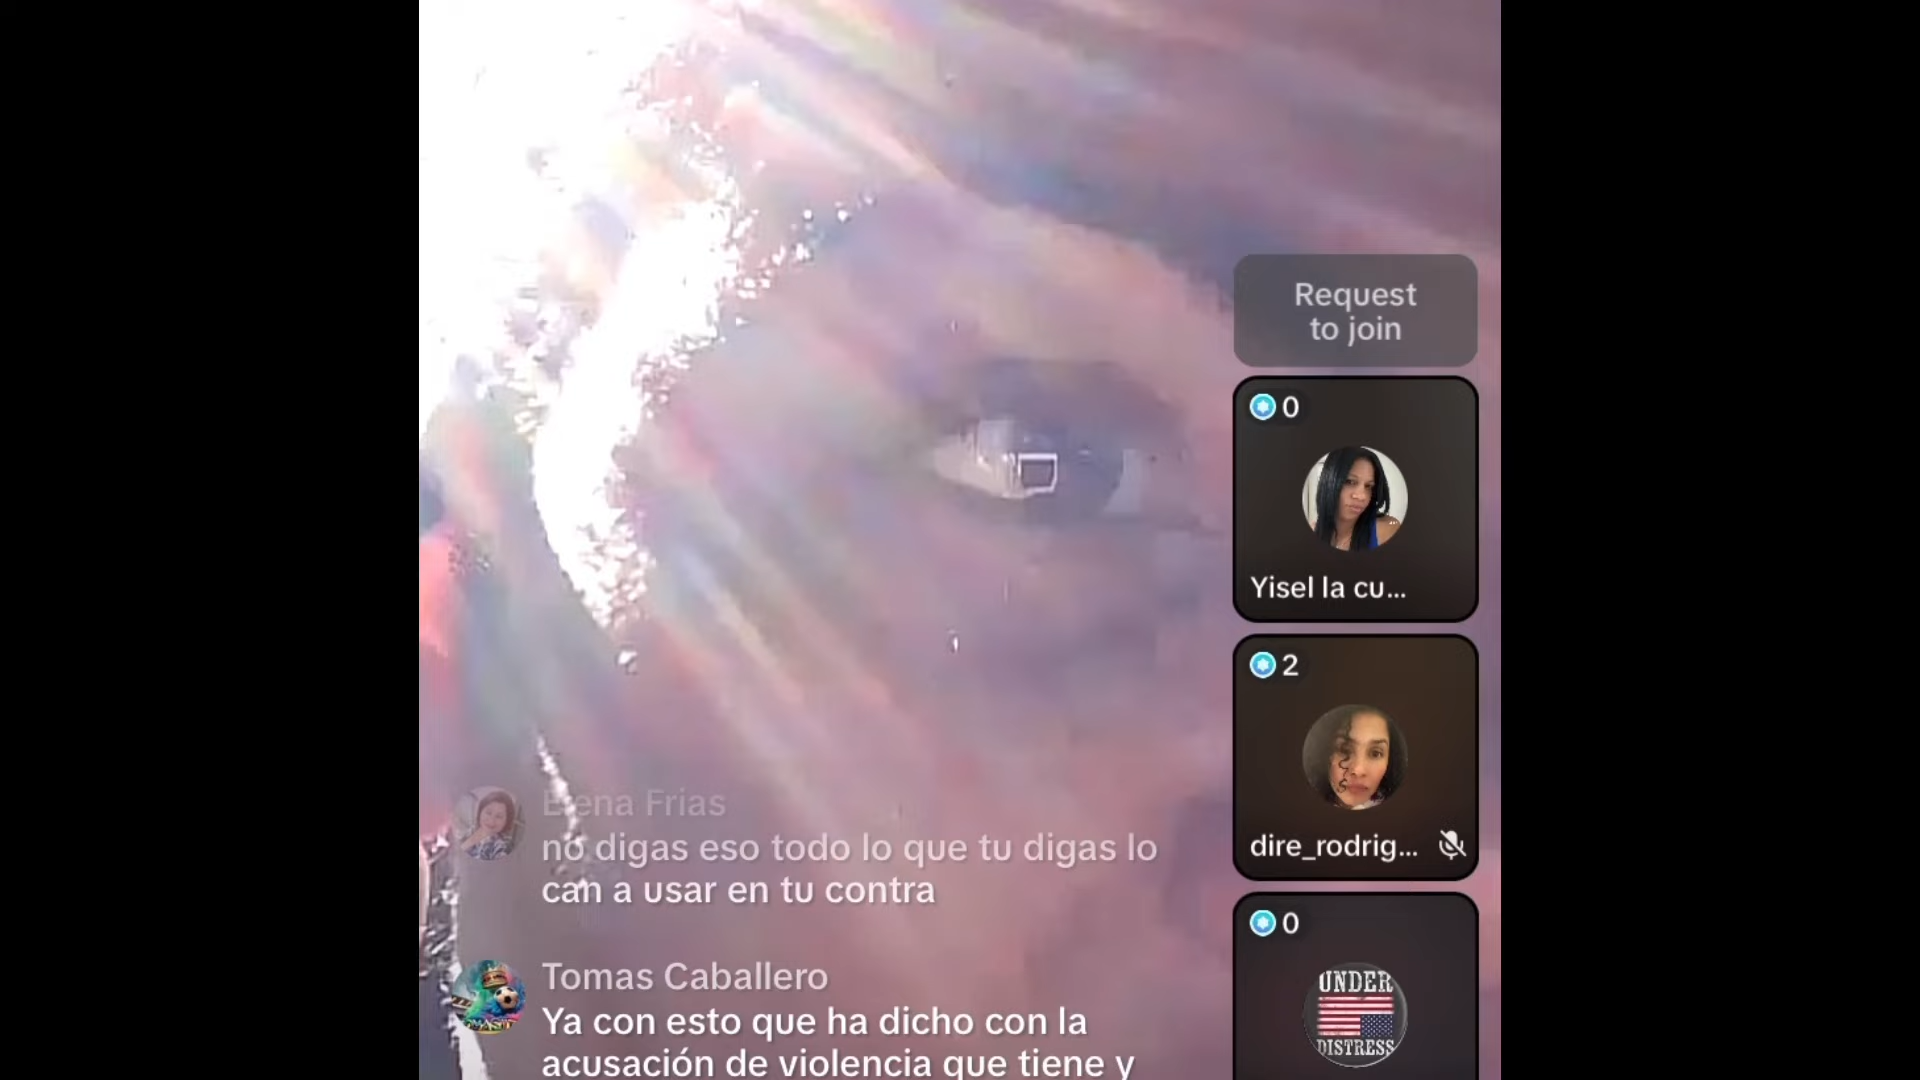 Request
to join
0
Yisel la cu...
2
dire_rodrig...
0
UNDER
DISTRESS
Elena Frias
no digas eso todo lo que tu digas lo
can a usar en tu contra
Tomas Caballero
Ya con esto que ha dicho con la
acusación de violencia que tiene y